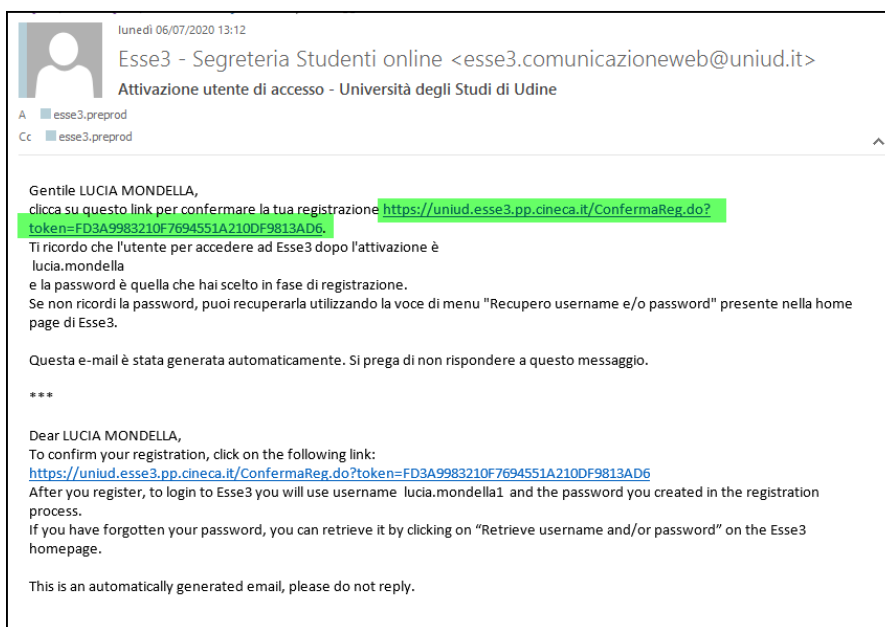 lunedì 06/07/2020 13:12
Esse3 - Segreteria Studenti online <esse3.comunicazioneweb@uniud.it>
Attivazione utente di accesso - Università degli Studi di Udine
A esse3.preprod
Cc esse3.preprod
Gentile LUCIA MONDELLA,
clicca su questo link per confermare la tua registrazione https://uniud.esse3.pp.cineca.it/ConfermaReg.do?
token=FD3A9983210F7694551A210DF9813AD6.
Ti ricordo che l'utente per accedere ad Esse3 dopo l'attivazione è
lucia.mondella
e la password è quella che hai scelto in fase di registrazione.
Se non ricordi la password, puoi recuperarla utilizzando la voce di menu "Recupero username e/o password" presente nella home
page di Esse3.
Questa e-mail è stata generata automaticamente. Si prega di non rispondere a questo messaggio.
***
Dear LUCIA MONDELLA,
To confirm your registration, click on the following link:
https://uniud.esse3.pp.cineca.it/ConfermaReg.do?token=FD3A9983210F7694551A210DF9813AD6
After you register, to login to Esse3 you will use username lucia.mondella1 and the password you created in the registration
process.
If you have forgotten your password, you can retrieve it by clicking on “Retrieve username and/or password” on the Esse3
homepage.
This is an automatically generated email, please do not reply.